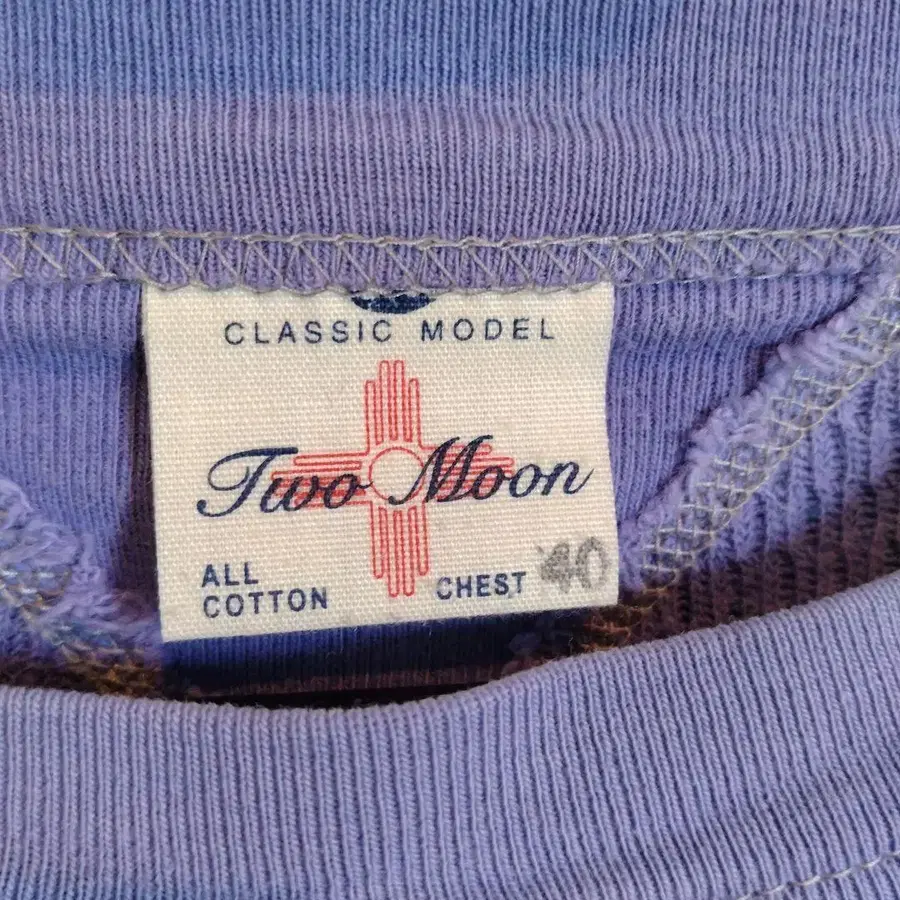 CLASSIC MODEL
Two Moon
ALL
COTTON
CHEST 40